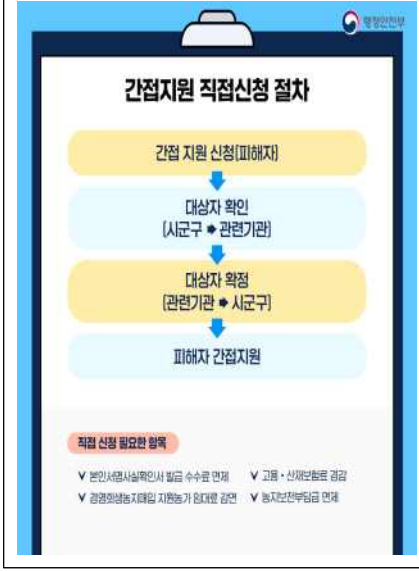 행정안전부
간접지원 직접신청 절차
간접 지원 신청(피해자)
대상자 확인
(시군구 ➡ 관련기관)
대상자 확정
(관련기관 ➡ 시군구)
피해자 간접지원
직접 신청 필요한 항목
∨ 본인서명사실확인서 발급 수수료 면제
∨ 고용·산재보험료 경감
∨ 경영회생농지매입 지원농가 임대료 감면
∨ 농지보전부담금 면제